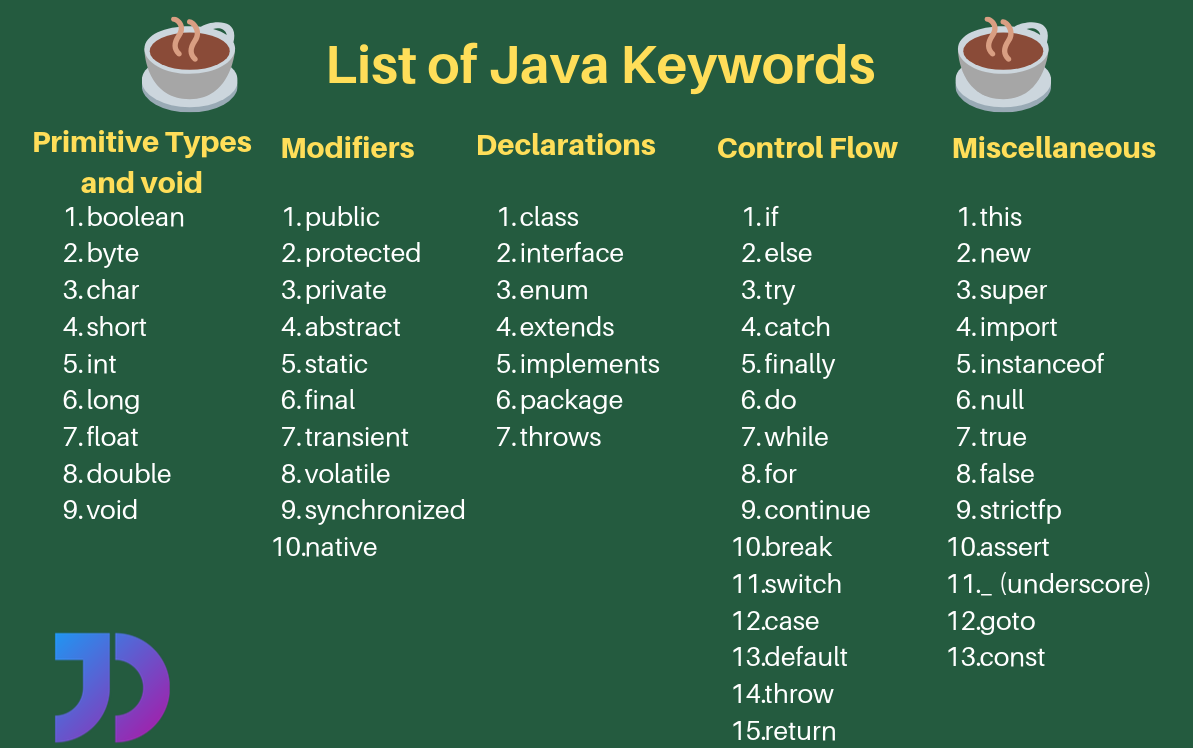 List of Java Keywords
Primitive Types
and void
1. boolean
2. byte
3. char
4. short
5. int
6. long
7. float
8. double
9. void
Modifiers
1. public
2. protected
3. private
4. abstract
5. static
6. final
7. transient
8. volatile
9. synchronized
10. native
Declarations
1. class
2. interface
3. enum
4. extends
5. implements
6. package
7. throws
Control Flow
1. if
2. else
3. try
4. catch
5. finally
6. do
7. while
8. for
9. continue
10. break
11. switch
12. case
13. default
14. throw
15. return
Miscellaneous
1. this
2. new
3. super
4. import
5. instanceof
6. null
7. true
8. false
9. strictfp
10. assert
11. _ (underscore)
12. goto
13. const
JD